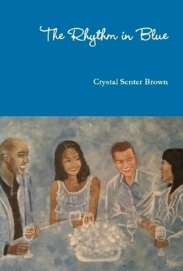 The Rhythm in Blue
Crystal Senter Brown